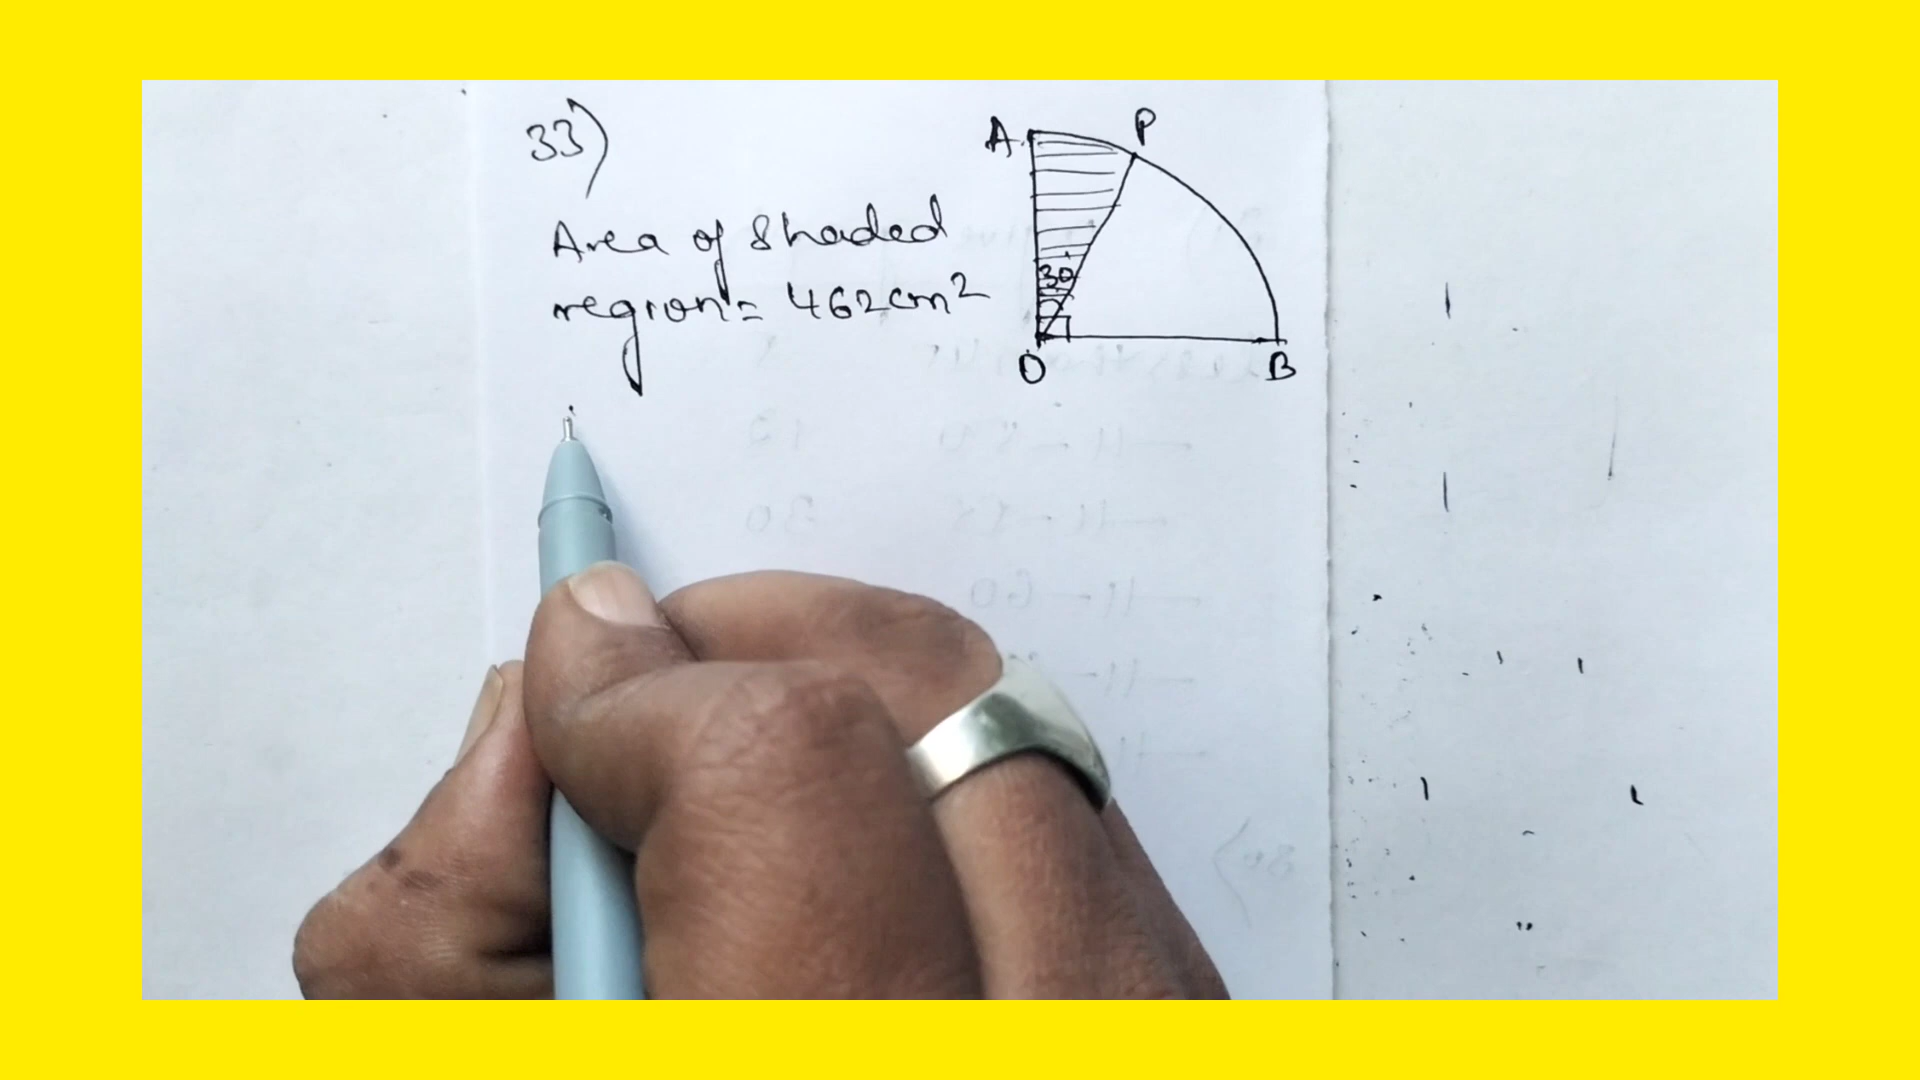 33)
Area of shaded
region = 462cm²
A
P
30°
O
B